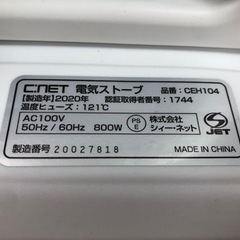 C:NET 電気ストーブ 品番:CEH104
【製造年】2020年 認証取得者番号:1744
温度ヒューズ:121℃
AC100V
50Hz / 60Hz 800W
PS
E
株式会社
シィー・ネット
S
JET
製造番号 20027818
MADE IN CHINA